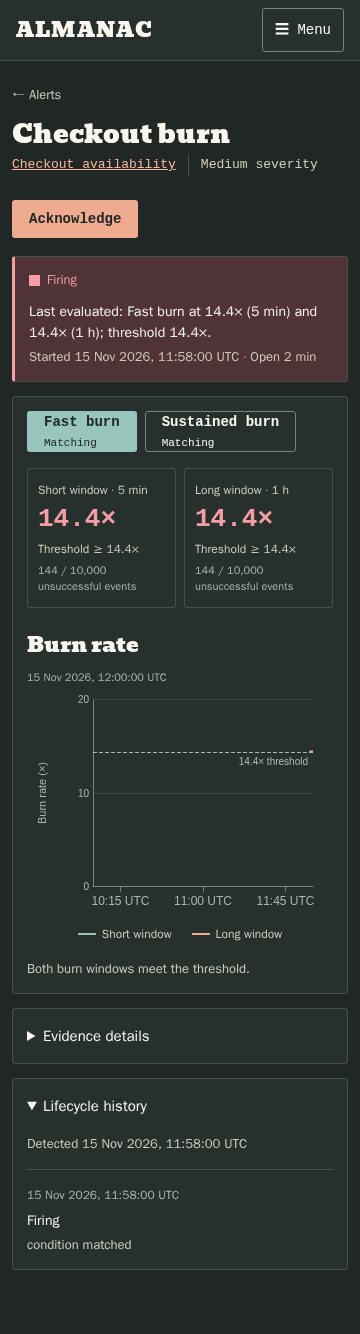 ALMANAC
☰ Menu
← Alerts
Checkout burn
Checkout availability
Medium severity
Acknowledge
Firing
Last evaluated: Fast burn at 14.4× (5 min) and
14.4× (1 h); threshold 14.4×.
Started 15 Nov 2026, 11:58:00 UTC · Open 2 min
Fast burn
Matching
Sustained burn
Matching
Short window · 5 min
14.4×
Threshold ≥ 14.4×
144 / 10,000
unsuccessful events
Long window · 1 h
14.4×
Threshold ≥ 14.4×
144 / 10,000
unsuccessful events
Burn rate
15 Nov 2026, 12:00:00 UTC
20
14.4× threshold
Burn rate (×)
10
0
10:15 UTC 11:00 UTC 11:45 UTC
Short window Long window
Both burn windows meet the threshold.
Evidence details
Lifecycle history
Detected 15 Nov 2026, 11:58:00 UTC
15 Nov 2026, 11:58:00 UTC
Firing
condition matched